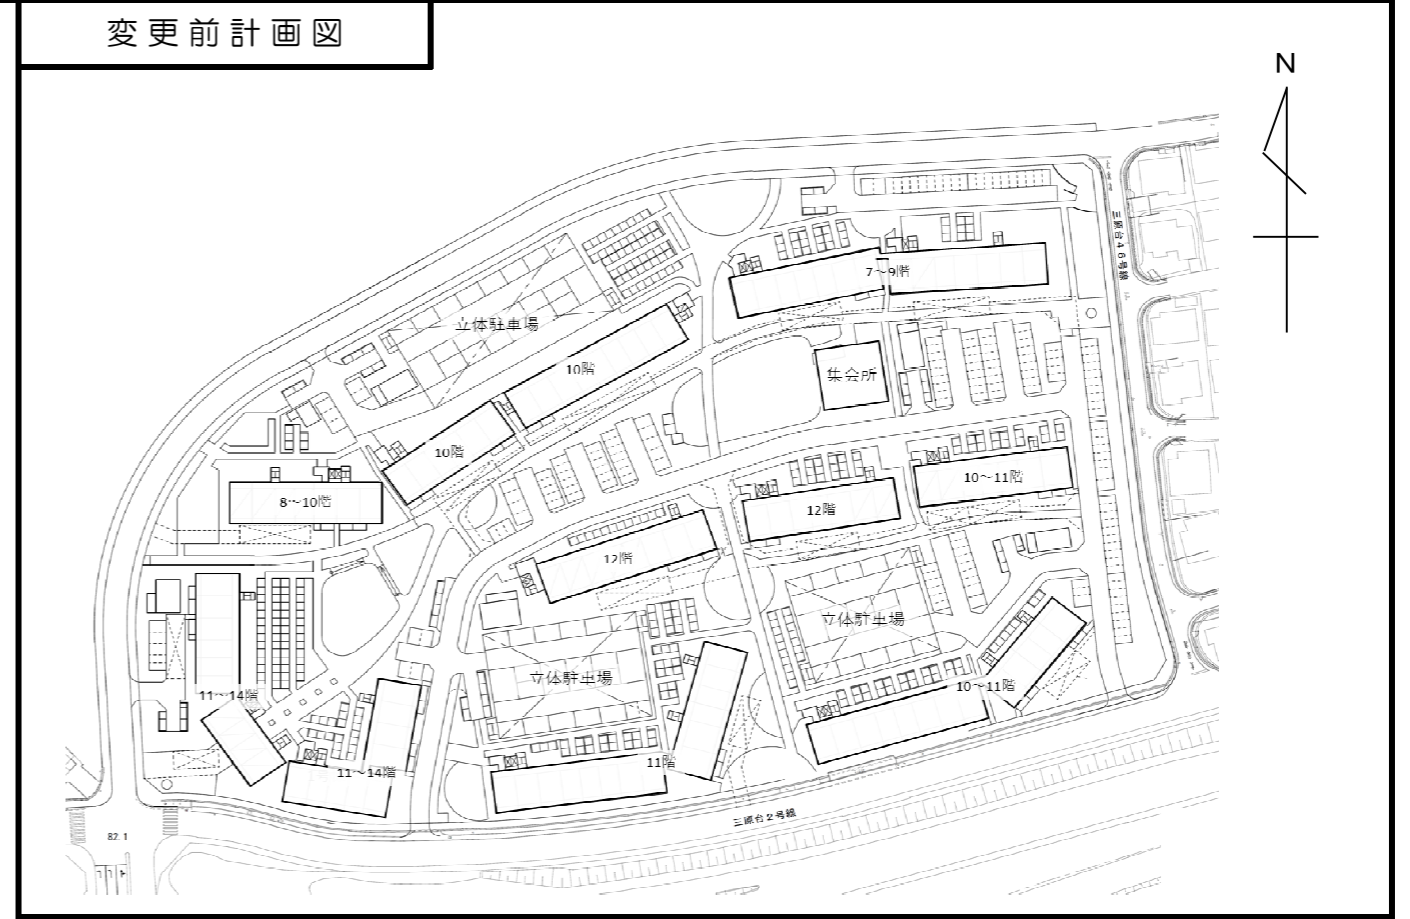 変更前計画図
N
三原台48号線
7～9階
立体駐車場
10階
集会所
10階
10～11階
8～10階
12階
12階
立体駐車場
立体駐車場
10～11階
11～14階
11階
11～14階
三原台2号線
82.1